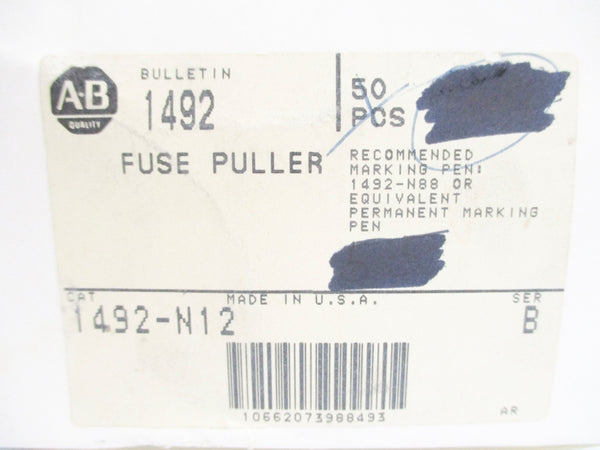 A-B
QUALITY
BULLETIN
1492
50
PCS
FUSE PULLER
RECOMMENDED
MARKING PEN:
1492-N88 OR
EQUIVALENT
PERMANENT MARKING
PEN
CAT
MADE IN U.S.A.
SER
1492-N12
B
10662073988493
AR